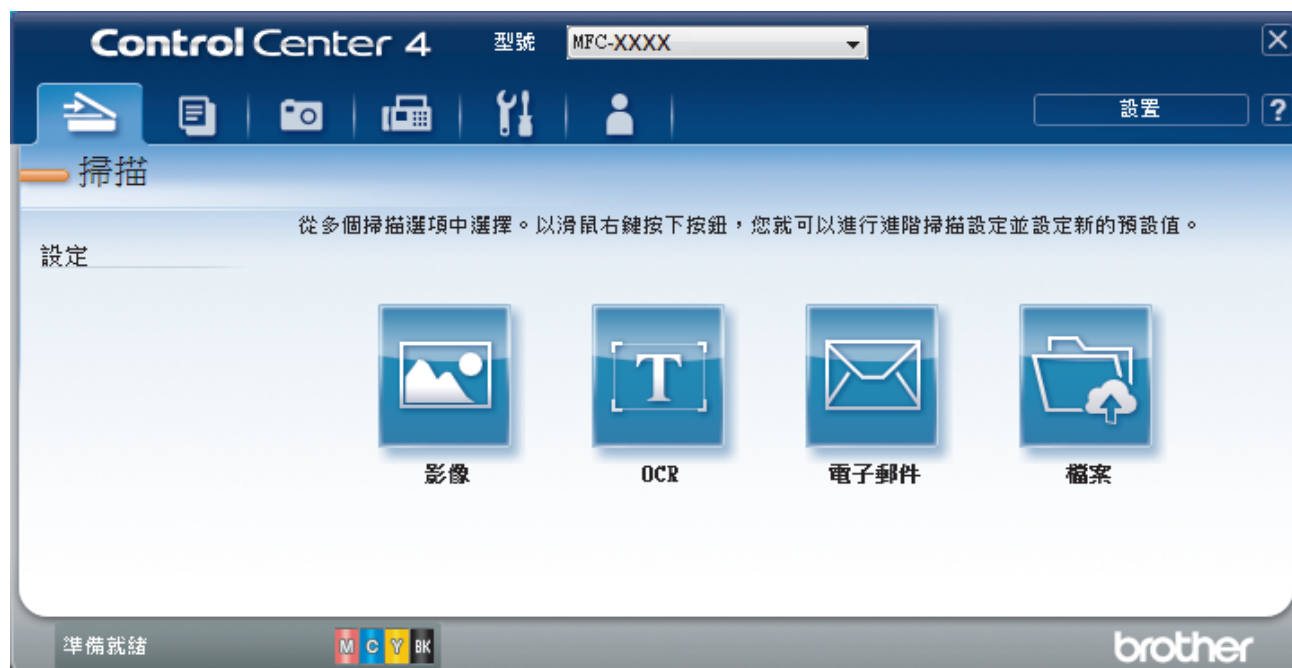 Control Center 4 型號 MFC-XXXX
設置 ?
掃描
從多個掃描選項中選擇。以滑鼠右鍵按下按鈕,您就可以進行進階掃描設定並設定新的預設值。
設定
T
影像 OCR 電子郵件 檔案
準備就緒 M C Y BK brother